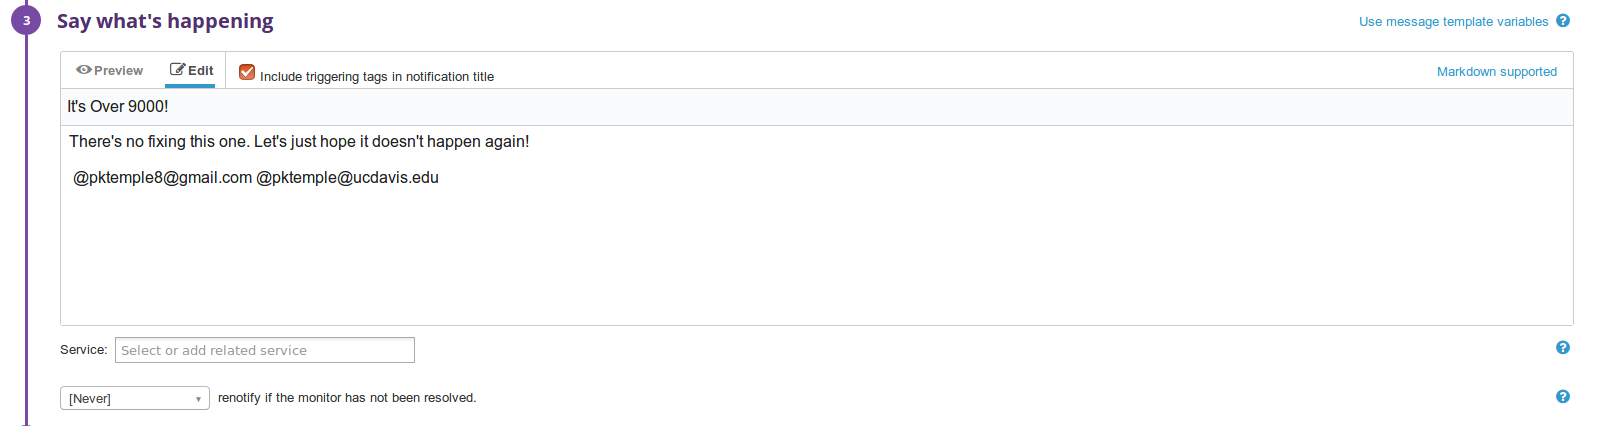 3 Say what's happening Use message template variables ?
Preview Edit Include triggering tags in notification title Markdown supported
It's Over 9000!
There's no fixing this one. Let's just hope it doesn't happen again!
@pktemple8@gmail.com @pktemple@ucdavis.edu
Service: Select or add related service ?
[Never] renotify if the monitor has not been resolved. ?